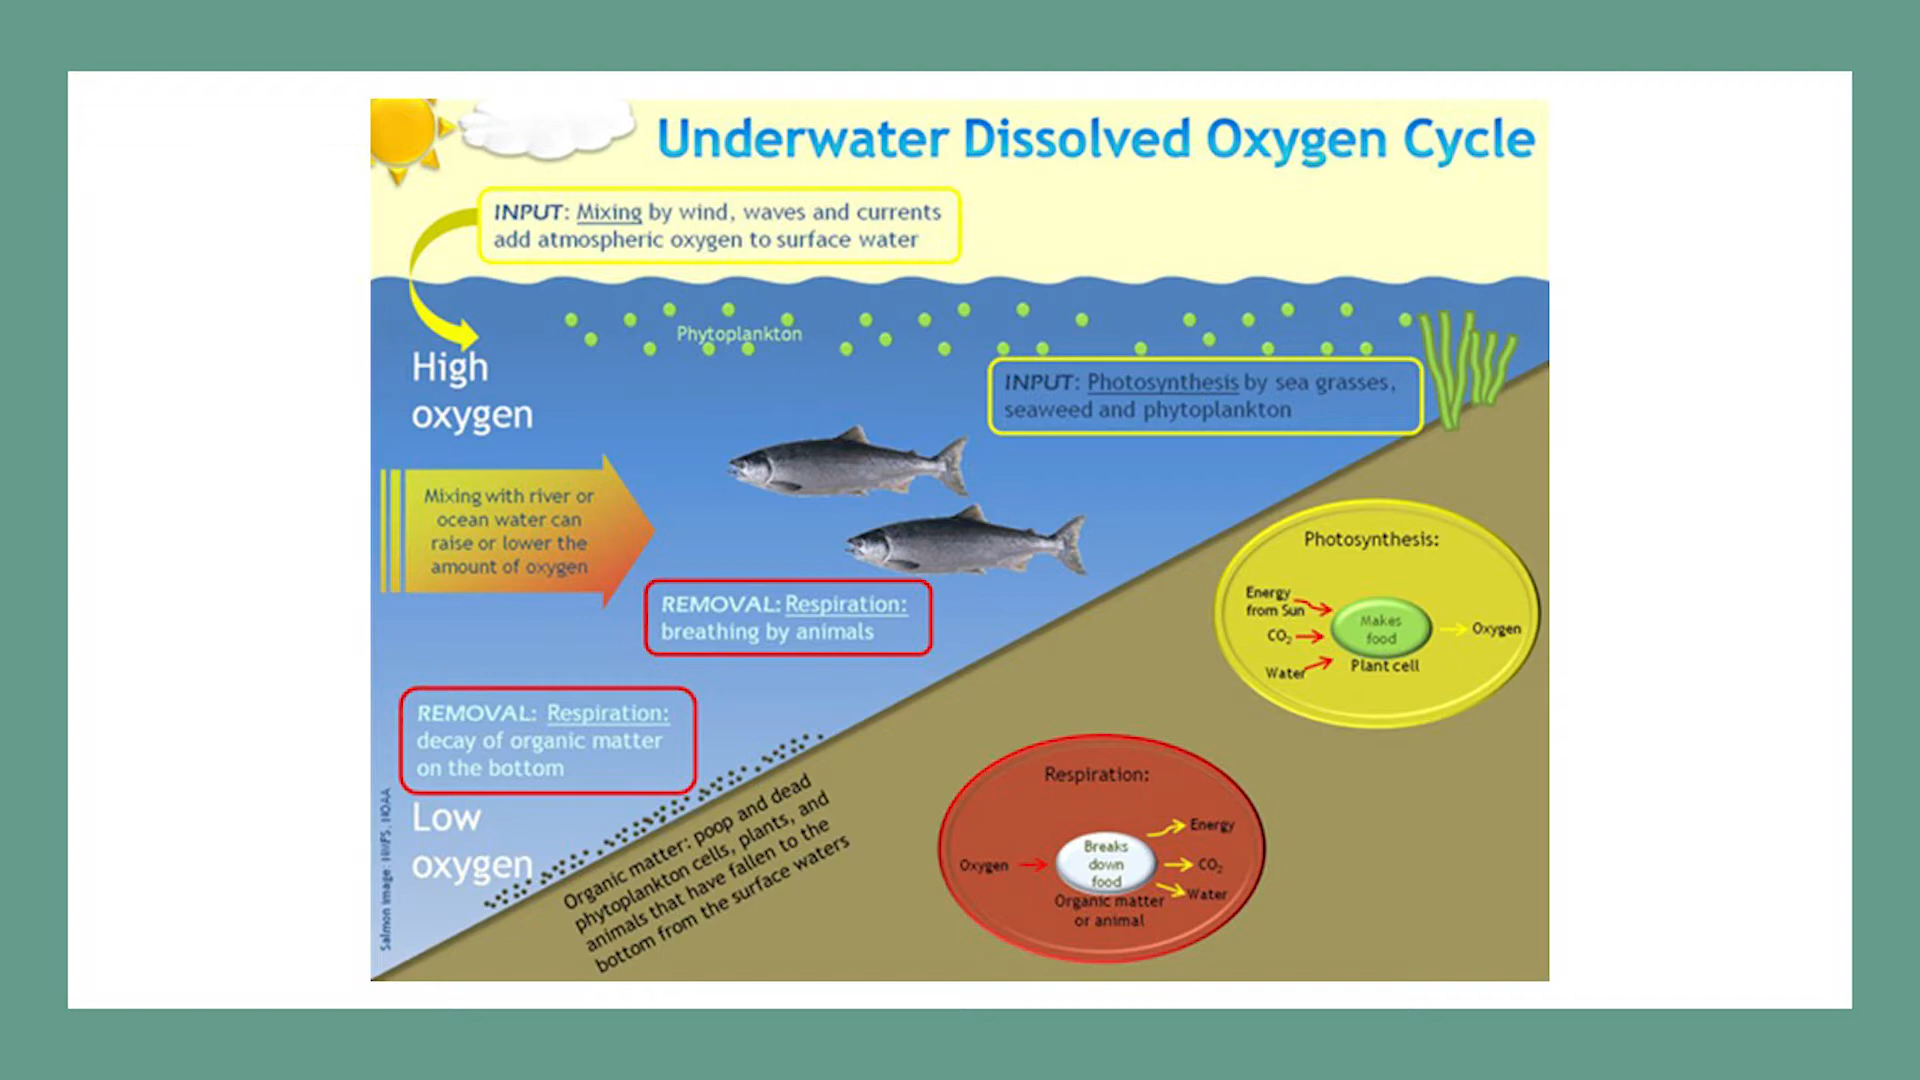 Underwater Dissolved Oxygen Cycle
INPUT: Mixing by wind, waves and currents
add atmospheric oxygen to surface water
Phytoplankton
High
oxygen
INPUT: Photosynthesis by sea grasses,
seaweed and phytoplankton
Mixing with river or
ocean water can
raise or lower the
amount of oxygen
REMOVAL: Respiration:
breathing by animals
Photosynthesis:
Energy
from Sun
CO₂
Water
Makes
food
Plant cell
Oxygen
REMOVAL: Respiration:
decay of organic matter
on the bottom
Low
oxygen
Organic matter: poop and dead
phytoplankton cells, plants, and
animals that have fallen to the
bottom from the surface waters
Respiration:
Oxygen
Breaks
down
food
Organic matter
or animal
Energy
CO₂
Water
Salmon image: NMFS, NOAA